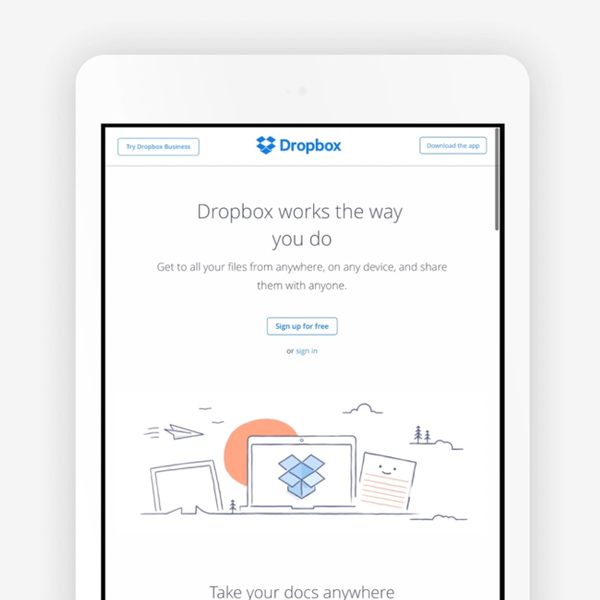 Try Dropbox Business
Dropbox
Download the app
Dropbox works the way
you do
Get to all your files from anywhere, on any device, and share
them with anyone.
Sign up for free
or sign in
Take your docs anywhere